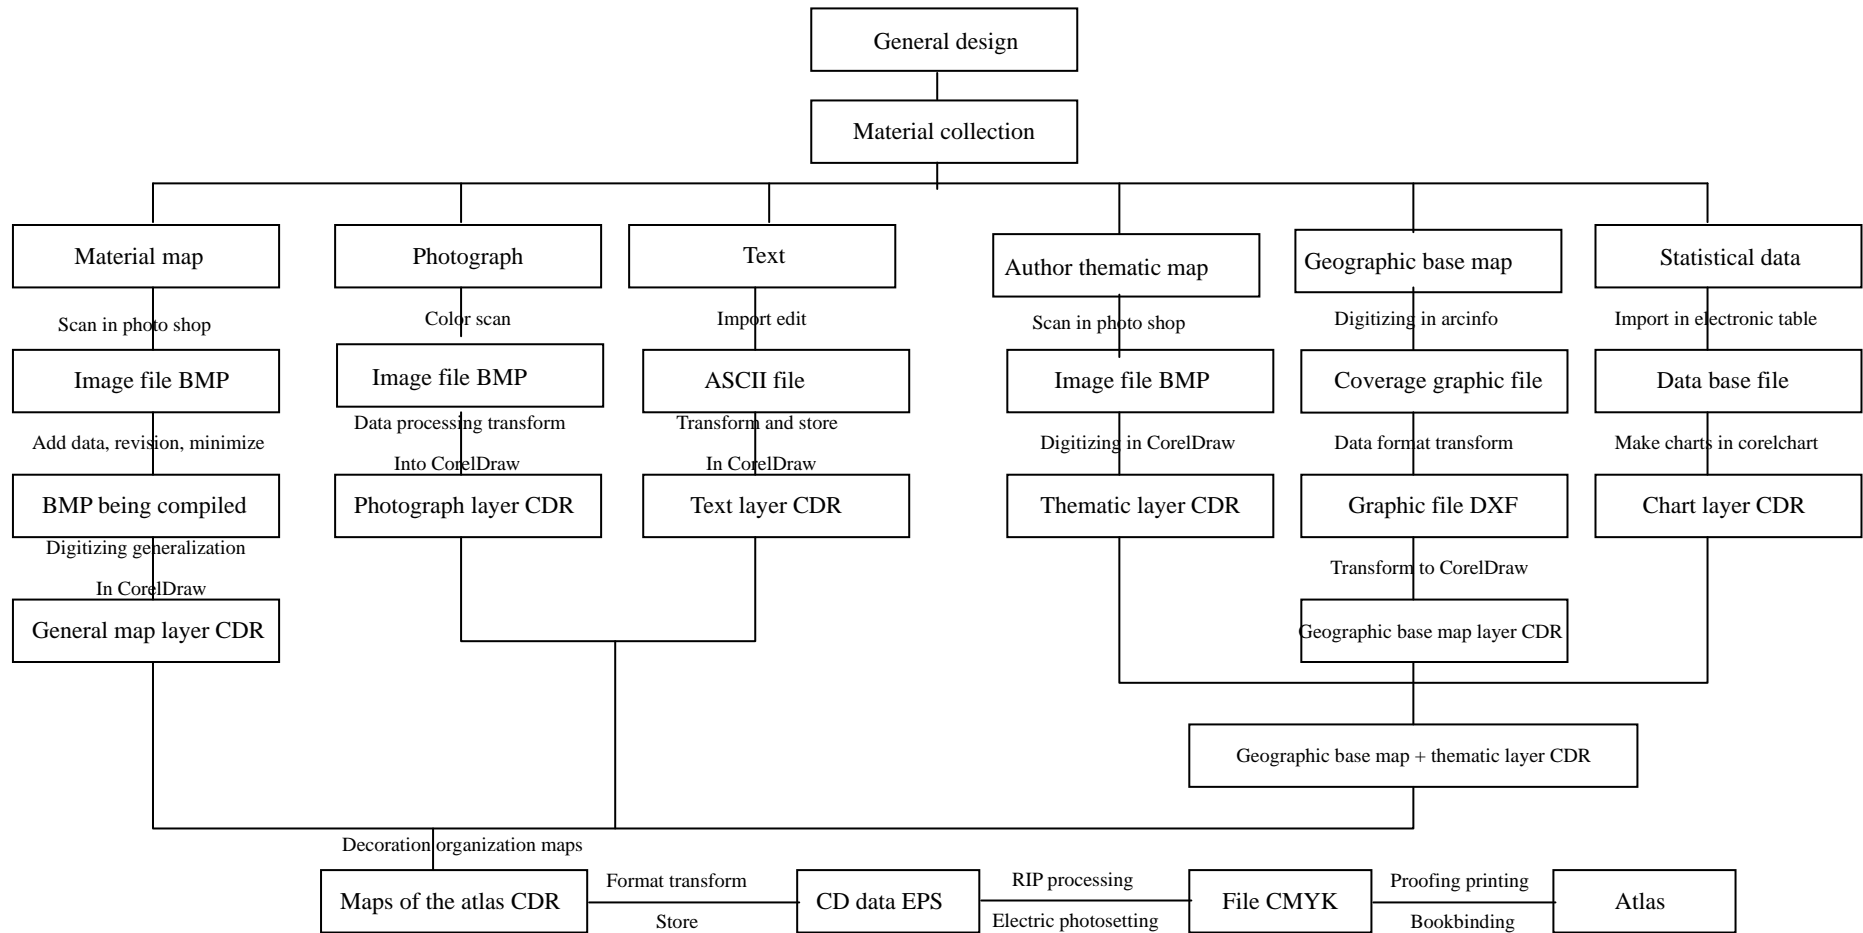 General design
Material collection
Material map
Photograph
Text
Author thematic map
Geographic base map
Statistical data
Scan in photo shop
Color scan
Import edit
Scan in photo shop
Digitizing in arcinfo
Import in electronic table
Image file BMP
Image file BMP
ASCII file
Image file BMP
Coverage graphic file
Data base file
Add data, revision, minimize
Data processing transform
Into CorelDraw
Transform and store
In CorelDraw
Digitizing in CorelDraw
Data format transform
Make charts in corelchart
BMP being compiled
Photograph layer CDR
Text layer CDR
Thematic layer CDR
Graphic file DXF
Chart layer CDR
Digitizing generalization
In CorelDraw
Transform to CorelDraw
General map layer CDR
Geographic base map layer CDR
Geographic base map + thematic layer CDR
Decoration organization maps
Maps of the atlas CDR
Format transform
Store
CD data EPS
RIP processing
Electric photosetting
File CMYK
Proofing printing
Bookbinding
Atlas